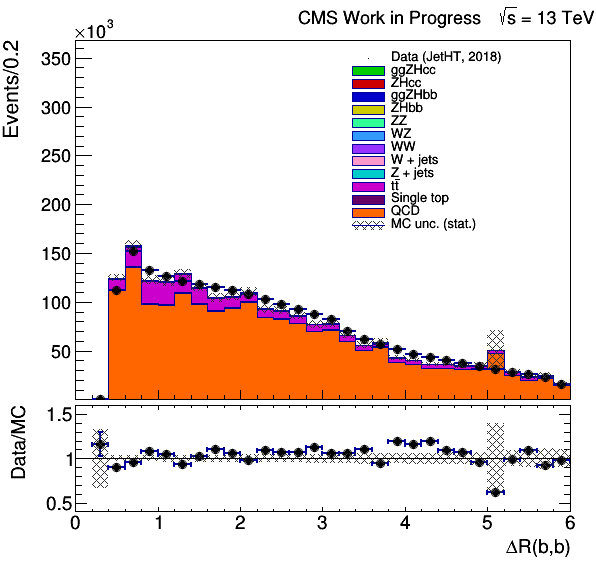 CMS Work in Progress √s = 13 TeV
×10³
Events/0.2
350
300
250
200
150
100
50
Data (JetHT, 2018)
ggZHcc
ZHcc
ggZHbb
ZHbb
ZZ
WZ
WW
W + jets
Z + jets
tt̄
Single top
QCD
MC unc. (stat.)
Data/MC
1.5
1
0.5
0 1 2 3 4 5 6
ΔR(b,b)